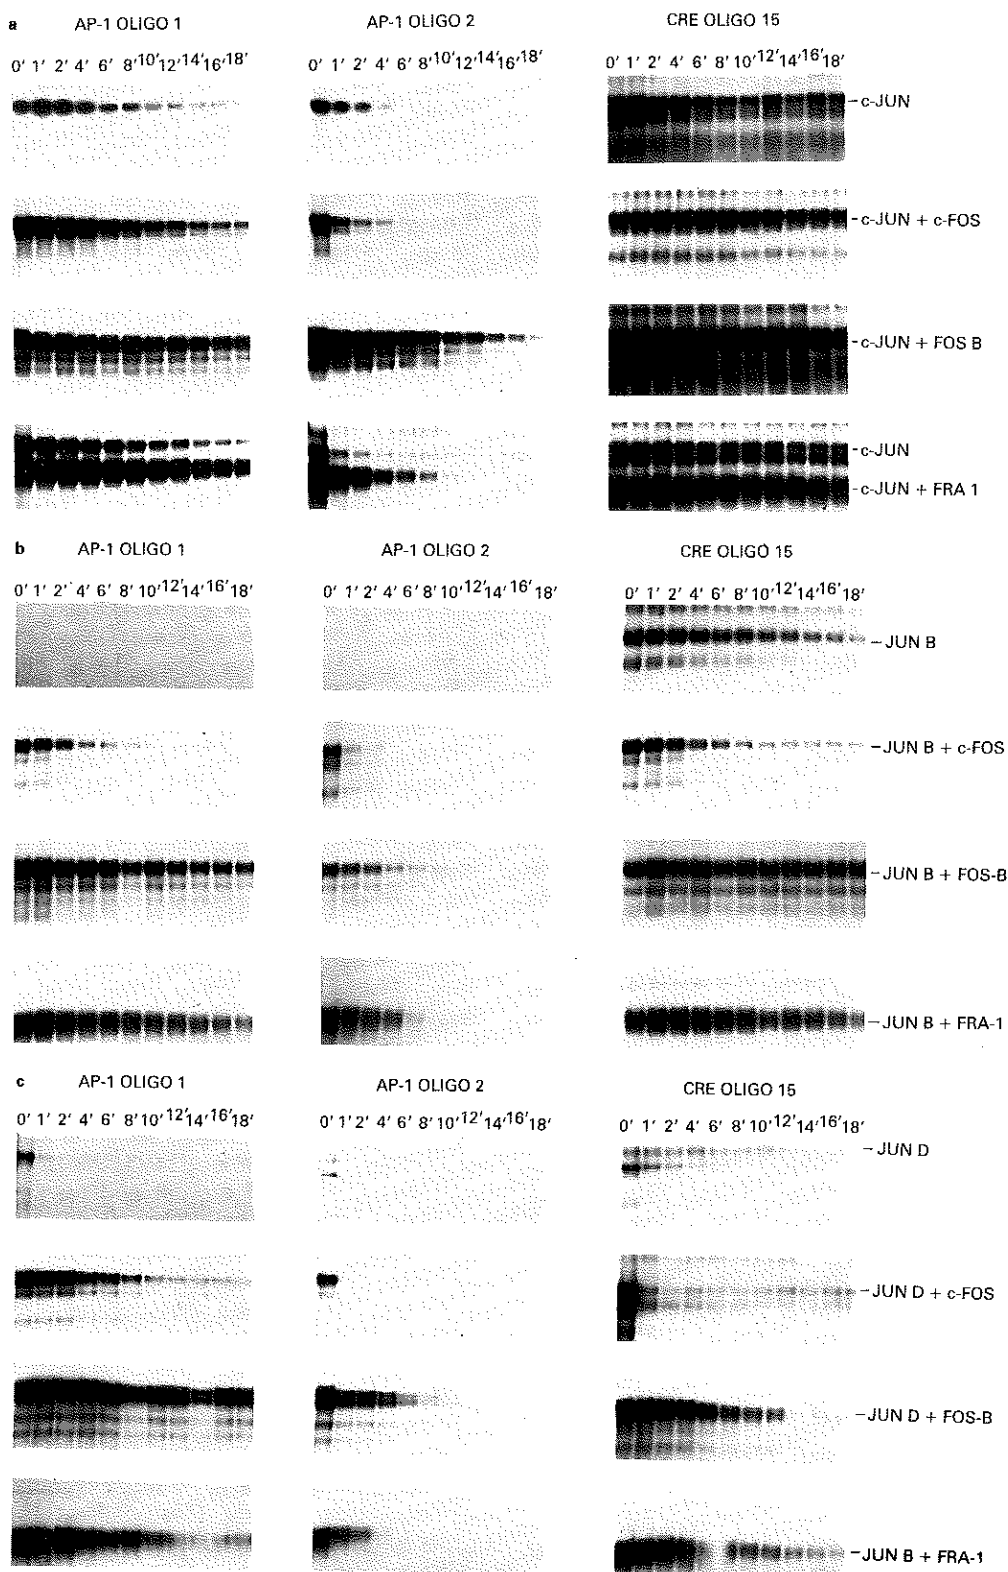 a AP-1 OLIGO 1 AP-1 OLIGO 2 CRE OLIGO 15
0' 1' 2' 4' 6' 8' 10' 12' 14' 16' 18' 0' 1' 2' 4' 6' 8' 10' 12' 14' 16' 18' 0' 1' 2' 4' 6' 8' 10' 12' 14' 16' 18'
-c-JUN
-c-JUN + c-FOS
-c-JUN + FOS B
-c-JUN
-c-JUN + FRA 1
b AP-1 OLIGO 1 AP-1 OLIGO 2 CRE OLIGO 15
0' 1' 2' 4' 6' 8' 10' 12' 14' 16' 18' 0' 1' 2' 4' 6' 8' 10' 12' 14' 16' 18' 0' 1' 2' 4' 6' 8' 10' 12' 14' 16' 18'
-JUN B
-JUN B + c-FOS
-JUN B + FOS-B
-JUN B + FRA-1
c AP-1 OLIGO 1 AP-1 OLIGO 2 CRE OLIGO 15
0' 1' 2' 4' 6' 8' 10' 12' 14' 16' 18' 0' 1' 2' 4' 6' 8' 10' 12' 14' 16' 18' 0' 1' 2' 4' 6' 8' 10' 12' 14' 16' 18'
-JUN D
-JUN D + c-FOS
-JUN D + FOS-B
-JUN B + FRA-1